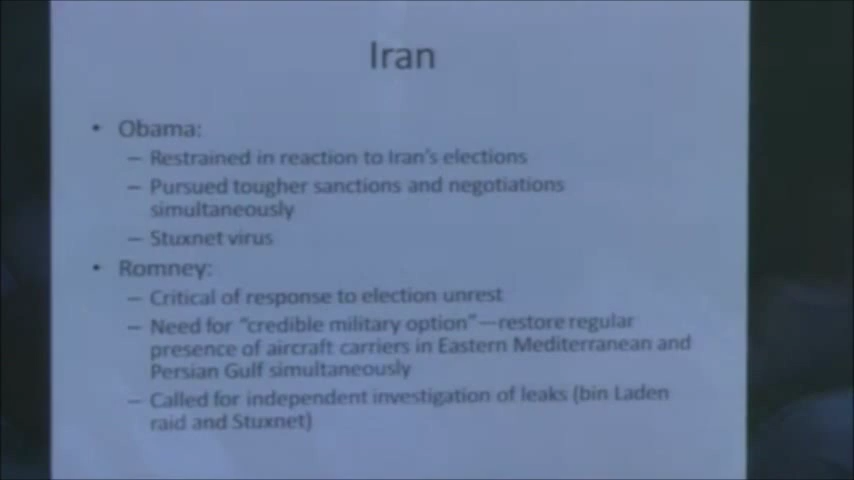 Iran
• Obama:
– Restrained in reaction to Iran's elections
– Pursued tougher sanctions and negotiations
simultaneously
– Stuxnet virus
• Romney:
– Critical of response to election unrest
– Need for "credible military option"—restore regular
presence of aircraft carriers in Eastern Mediterranean and
Persian Gulf simultaneously
– Called for independent investigation of leaks (bin Laden
raid and Stuxnet)